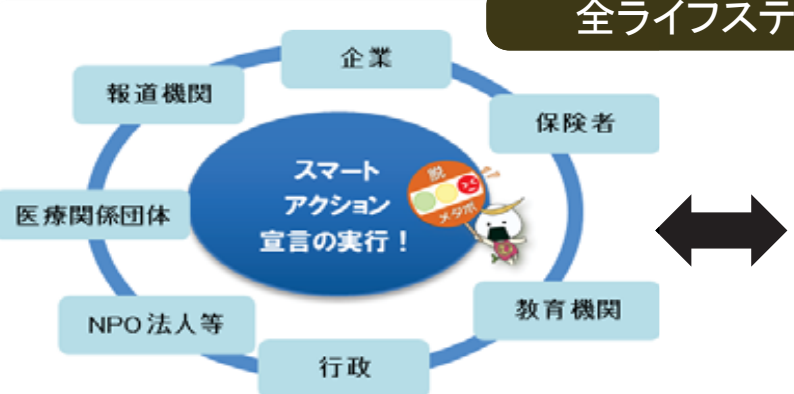 全ライフステ
企業
報道機関
保険者
脱
メタボ
スマート
アクション
宣言の実行！
医療関係団体
教育機関
NPO法人等
行政